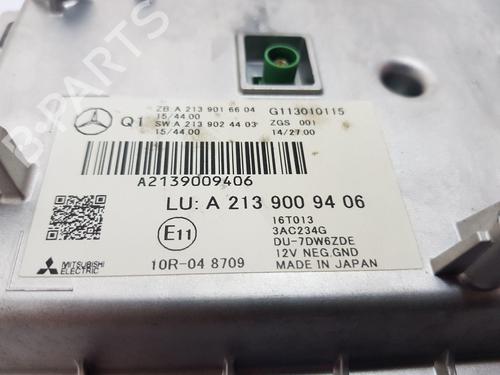 B-PARTS
Q1
ZB A 213 901 66 04 G113010115
15/44 00 ZGS 001
SW A 213 902 44 03
15/44 00 14/27 00
A2139009406
LU: A 213 900 94 06
E11
16T013
3AC234G
DU-7DW6ZDE
12V NEG.GND
MADE IN JAPAN
10R-04 8709
MITSUBISHI
ELECTRIC